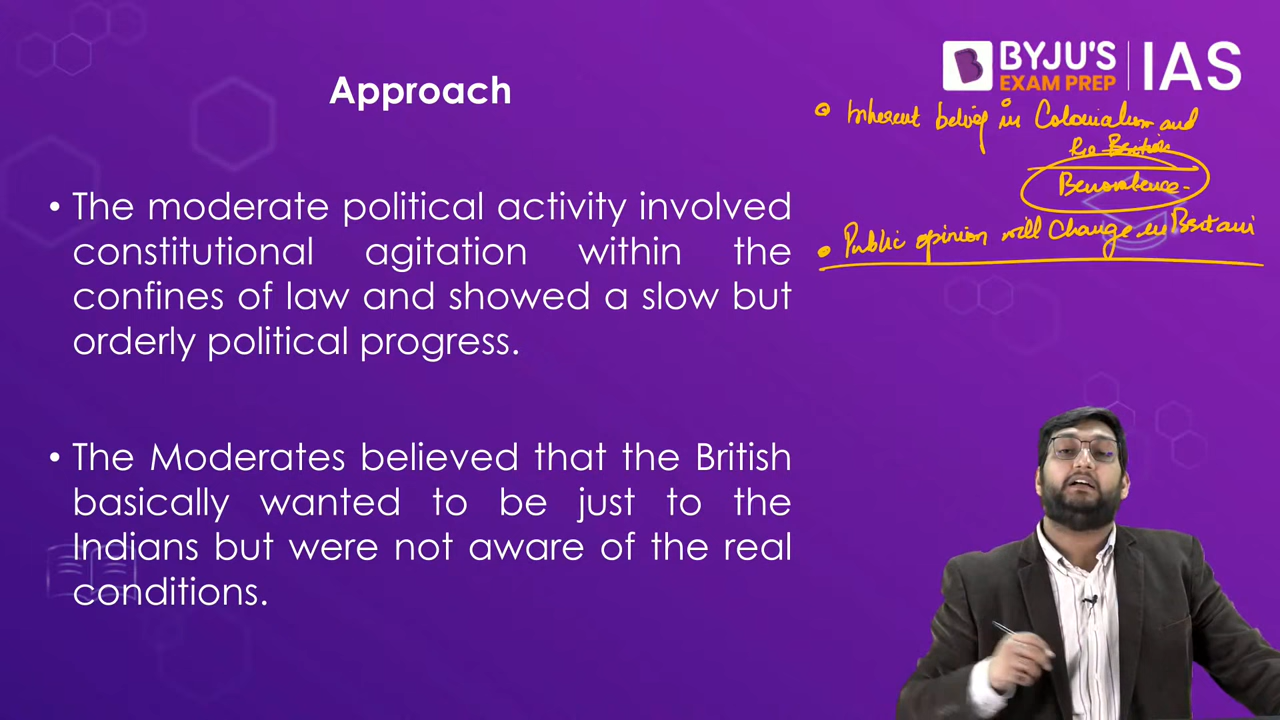 Approach
BYJU'S
EXAM PREP
IAS
• Inherent belief in Colonialism and
British
Benevolence-
• Public opinion will change in Britain
• The moderate political activity involved
constitutional agitation within the
confines of law and showed a slow but
orderly political progress.
• The Moderates believed that the British
basically wanted to be just to the
Indians but were not aware of the real
conditions.